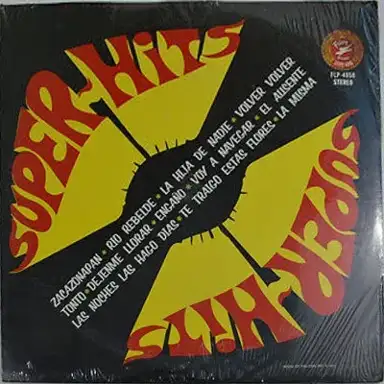 SUPER-HITS
FLP-4058
STEREO
ZACAZONAPAN • RIO REBELDE • LA HIJA DE NADIE • VOLVER VOLVER
TONTO • DEJENME LLORAR • ENGAÑO • VOY A NAVEGAR • EL AUSENTE
LAS NOCHES LAS HAGO DIAS • TE TRAIGO ESTAS FLORES • LA MISMA
SUPER-HITS